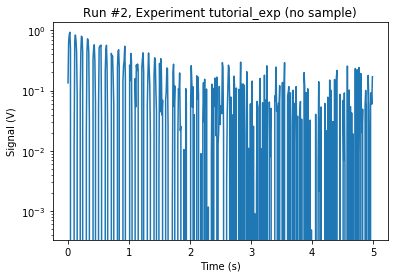 Run #2, Experiment tutorial_exp (no sample)
Signal (V)
10⁰
10⁻¹
10⁻²
10⁻³
0 1 2 3 4 5
Time (s)